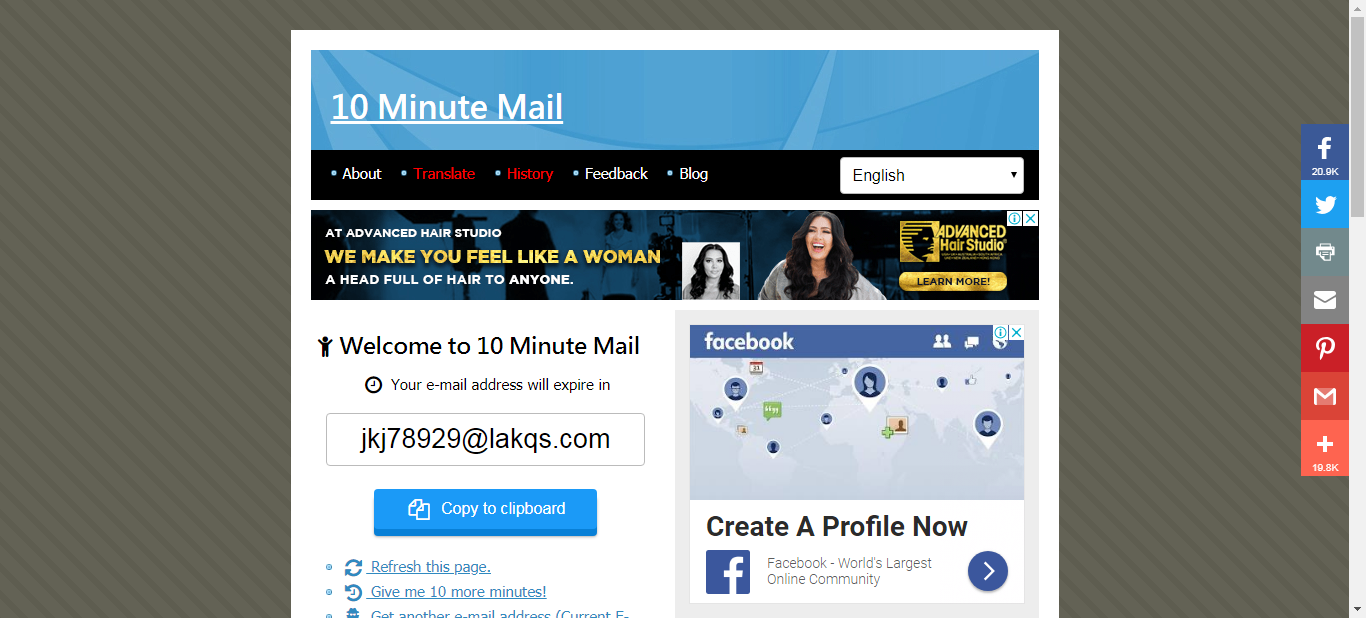 10 Minute Mail
About
Translate
History
Feedback
Blog
English
AT ADVANCED HAIR STUDIO
WE MAKE YOU FEEL LIKE A WOMAN
A HEAD FULL OF HAIR TO ANYONE.
ADVANCED
Hair Studio
LEARN MORE!
Welcome to 10 Minute Mail
Your e-mail address will expire in
jkj78929@lakqs.com
Copy to clipboard
Refresh this page.
Give me 10 more minutes!
Get another e-mail address (Current E-
facebook
31
Create A Profile Now
Facebook - World's Largest
Online Community
20.9K
19.8K